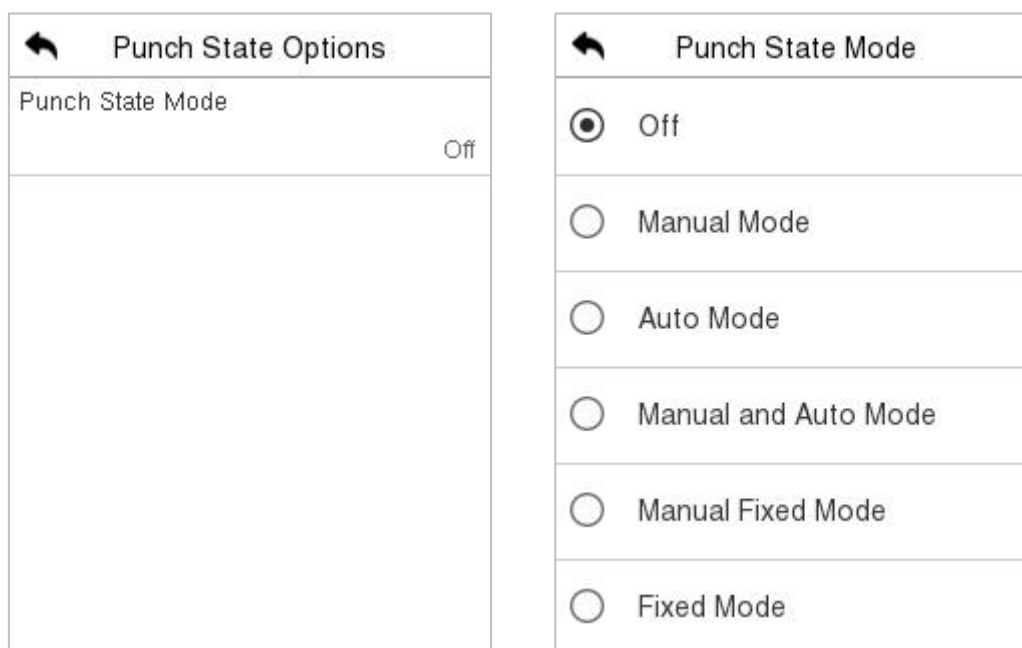 Punch State Options
Punch State Mode
Off
Punch State Mode
Off
Manual Mode
Auto Mode
Manual and Auto Mode
Manual Fixed Mode
Fixed Mode